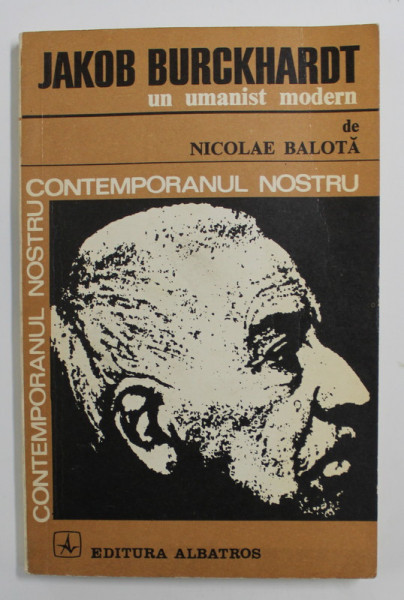 JAKOB BURCKHARDT
un umanist modern
de
NICOLAE BALOTĂ
CONTEMPORANUL NOSTRU
CONTEMPORANUL NOSTRU
EDITURA ALBATROS